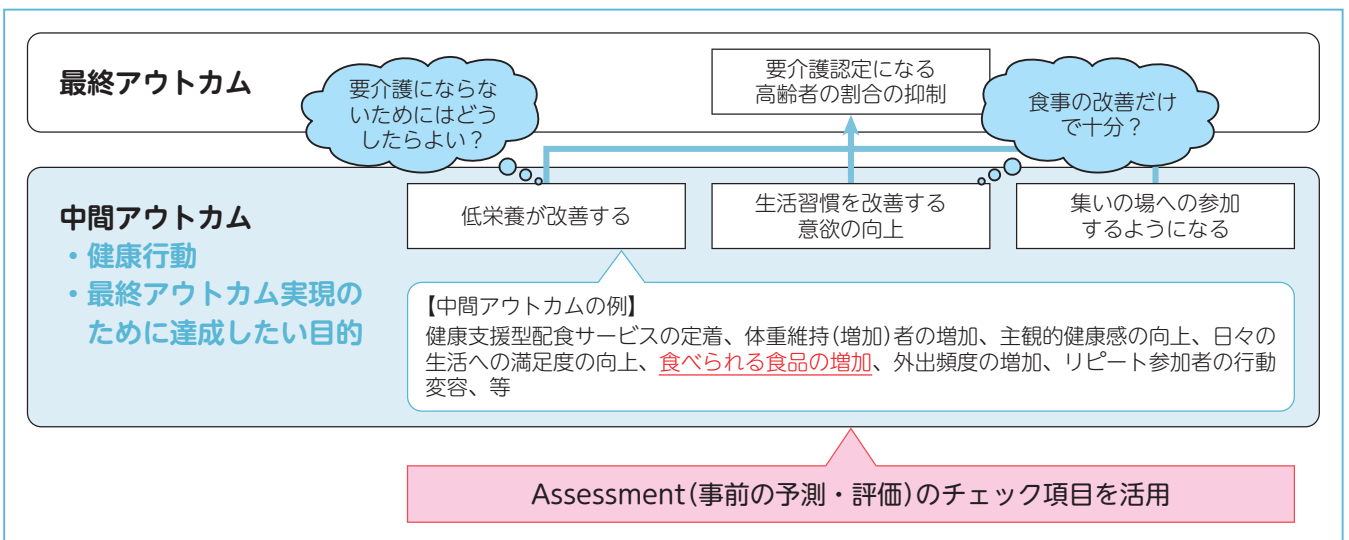 最終アウトカム
要介護にならな
いためにはどう
したらよい？
要介護認定になる
高齢者の割合の抑制
食事の改善だけ
で十分？
中間アウトカム
・健康行動
・最終アウトカム実現の
ために達成したい目的
低栄養が改善する
生活習慣を改善する
意欲の向上
集いの場への参加
するようになる
【中間アウトカムの例】
健康支援型配食サービスの定着、体重維持(増加)者の増加、主観的健康感の向上、日々の
生活への満足度の向上、食べられる食品の増加、外出頻度の増加、リピート参加者の行動
変容、等
Assessment(事前の予測・評価)のチェック項目を活用